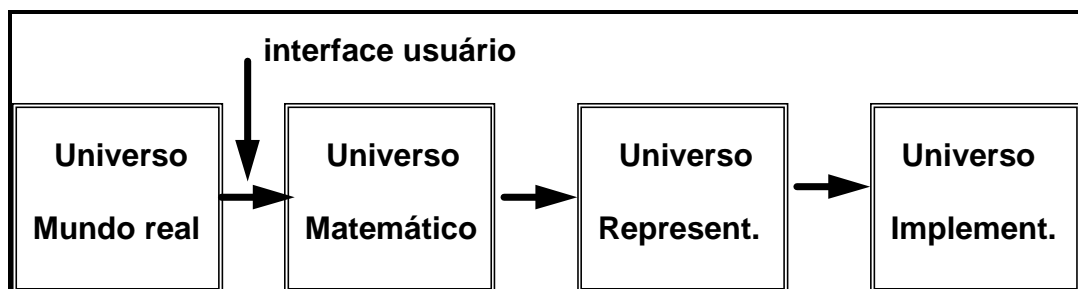 interface usuário
Universo
Mundo real
Universo
Matemático
Universo
Represent.
Universo
Implement.